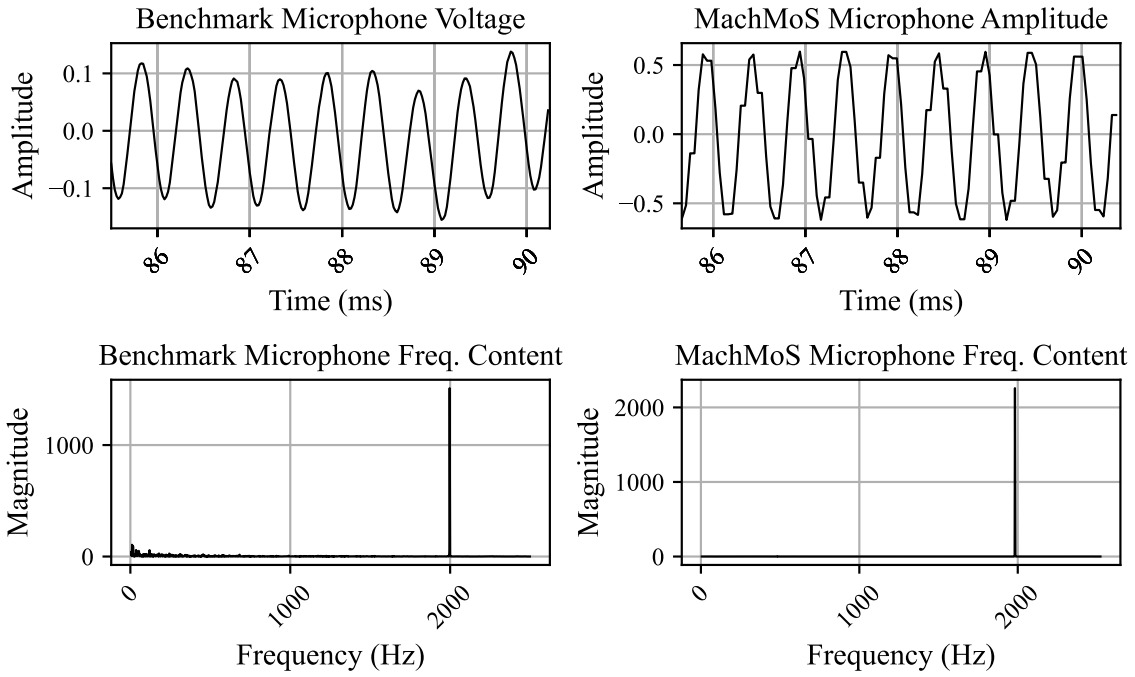 Benchmark Microphone Voltage
Amplitude
0.1
0.0
−0.1
86
87
88
89
90
Time (ms)
MachMoS Microphone Amplitude
Amplitude
0.5
0.0
−0.5
86
87
88
89
90
Time (ms)
Benchmark Microphone Freq. Content
Magnitude
1000
0
0
1000
2000
Frequency (Hz)
MachMoS Microphone Freq. Content
Magnitude
2000
1000
0
0
1000
2000
Frequency (Hz)